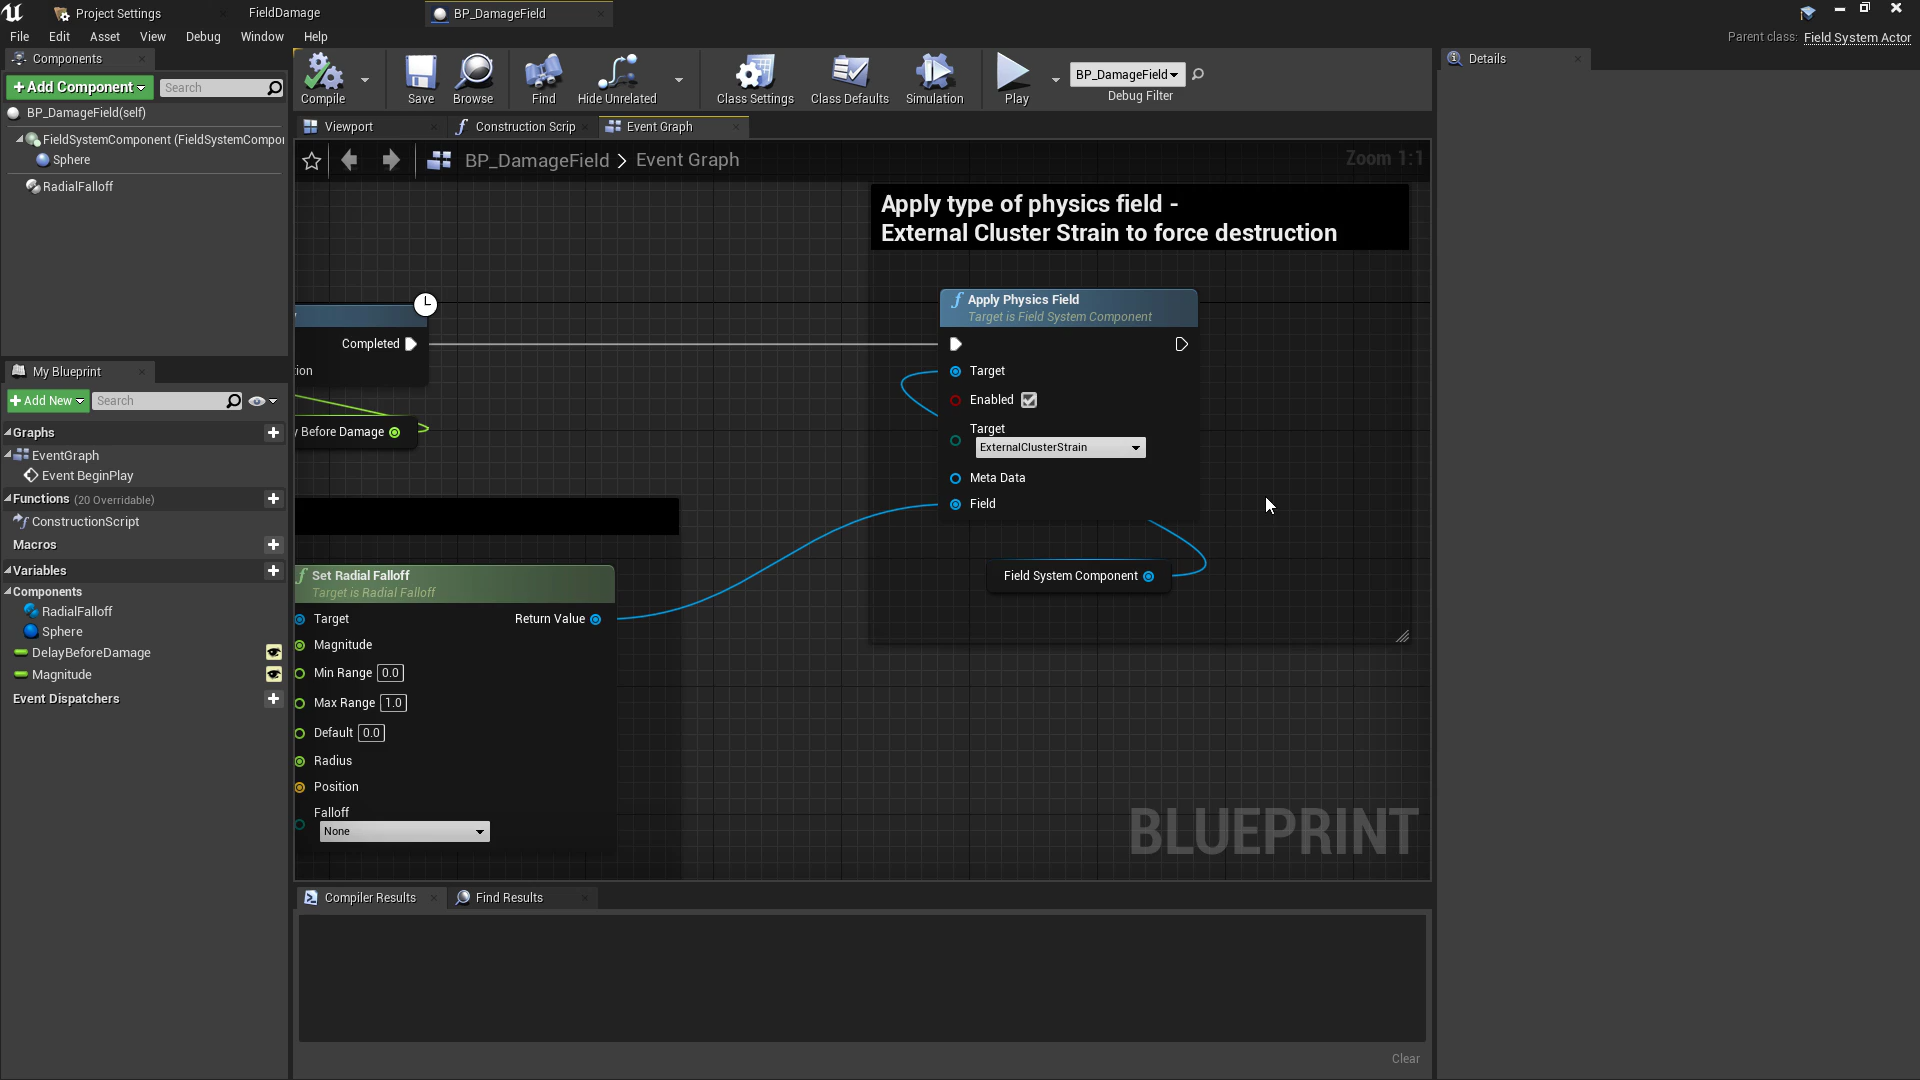 Project Settings
FieldDamage
BP_DamageField
File
Edit
Asset
View
Debug
Window
Help
Parent class:
Field System Actor
Components
Add Component
Search
BP_DamageField(self)
FieldSystemComponent (FieldSystemCompor
Sphere
RadialFalloff
Compile
Save
Browse
Find
Hide Unrelated
Class Settings
Class Defaults
Simulation
Play
BP_DamageField
Debug Filter
Details
Viewport
Construction Scrip
Event Graph
BP_DamageField
Event Graph
Zoom 1:1
Apply type of physics field -
External Cluster Strain to force destruction
Apply Physics Field
Target is Field System Component
Target
Enabled
Target
ExternalClusterStrain
Meta Data
Field
Field System Component
Completed
tion
y Before Damage
Set Radial Falloff
Target is Radial Falloff
Target
Return Value
Magnitude
Min Range 0.0
Max Range 1.0
Default 0.0
Radius
Position
Falloff
None
BLUEPRINT
My Blueprint
Add New
Search
Graphs
EventGraph
Event BeginPlay
Functions (20 Overridable)
ConstructionScript
Macros
Variables
Components
RadialFalloff
Sphere
DelayBeforeDamage
Magnitude
Event Dispatchers
Compiler Results
Find Results
Clear